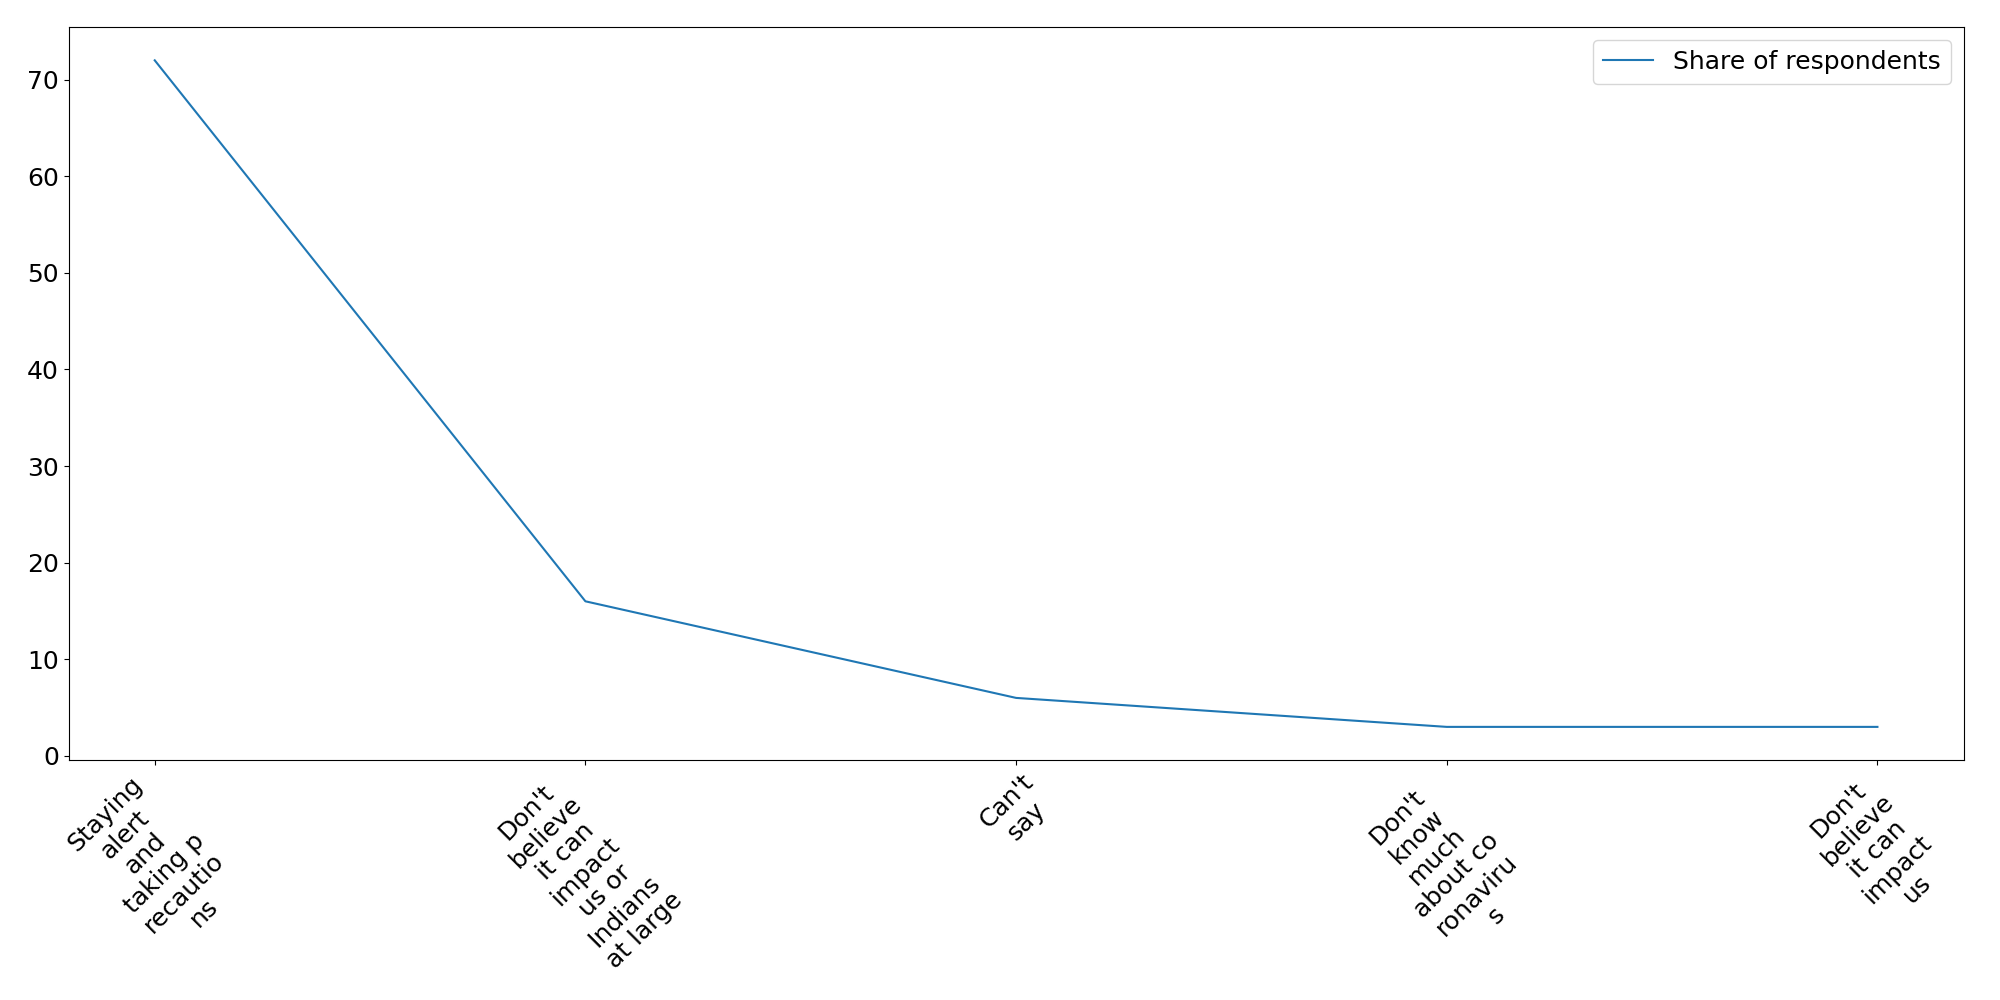 Share of respondents
70
60
50
40
30
20
10
0
Staying
alert
and
taking p
recautio
ns
Don't
believe
it can
impact
us or
Indians
at large
Can't
say
Don't
know
much
about co
ronaviru
s
Don't
believe
it can
impact
us